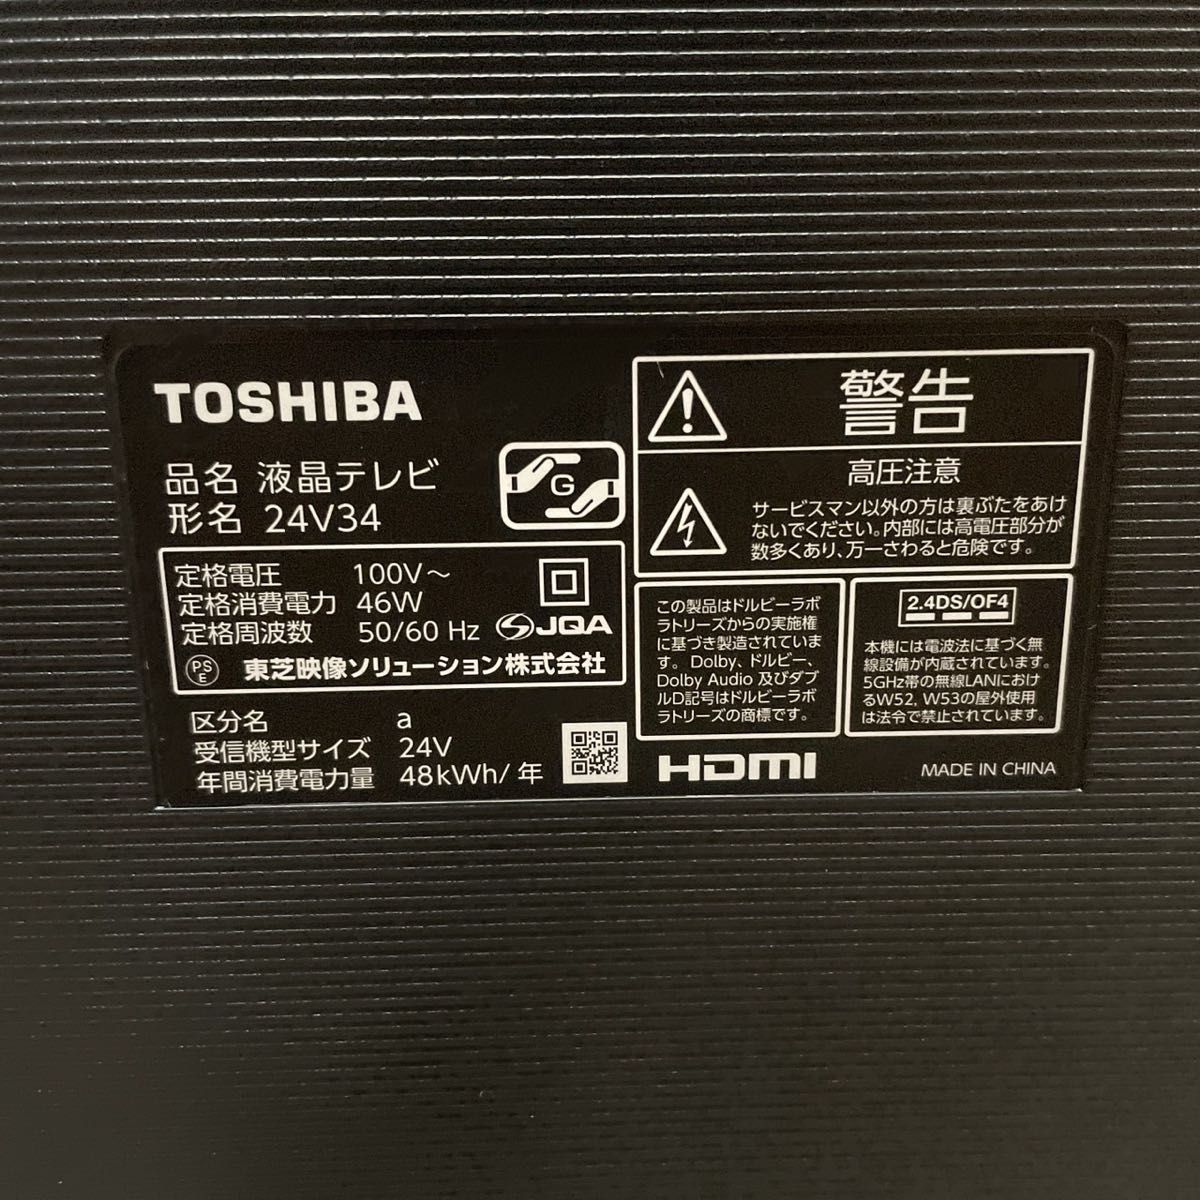 TOSHIBA
品名 液晶テレビ
形名 24V34
G
定格電圧 100V～
定格消費電力 46W
定格周波数 50/60 Hz
JQA
PS
E
東芝映像ソリューション株式会社
区分名 a
受信機型サイズ 24V
年間消費電力量 48kWh/年
警告
高圧注意
サービスマン以外の方は裏ぶたをあけ
ないでください。内部には高電圧部分が
数多くあり、万一さわると危険です。
この製品はドルビーラボ
ラトリーズからの実施権
に基づき製造されていま
す。Dolby、ドルビー、
Dolby Audio 及びダブ
ルD記号はドルビーラボ
ラトリーズの商標です。
2.4DS/OF4
本機には電波法に基づく無
線設備が内蔵されています。
5GHz帯の無線LANにおけ
るW52, W53の屋外使用
は法令で禁止されています。
HDMI
MADE IN CHINA